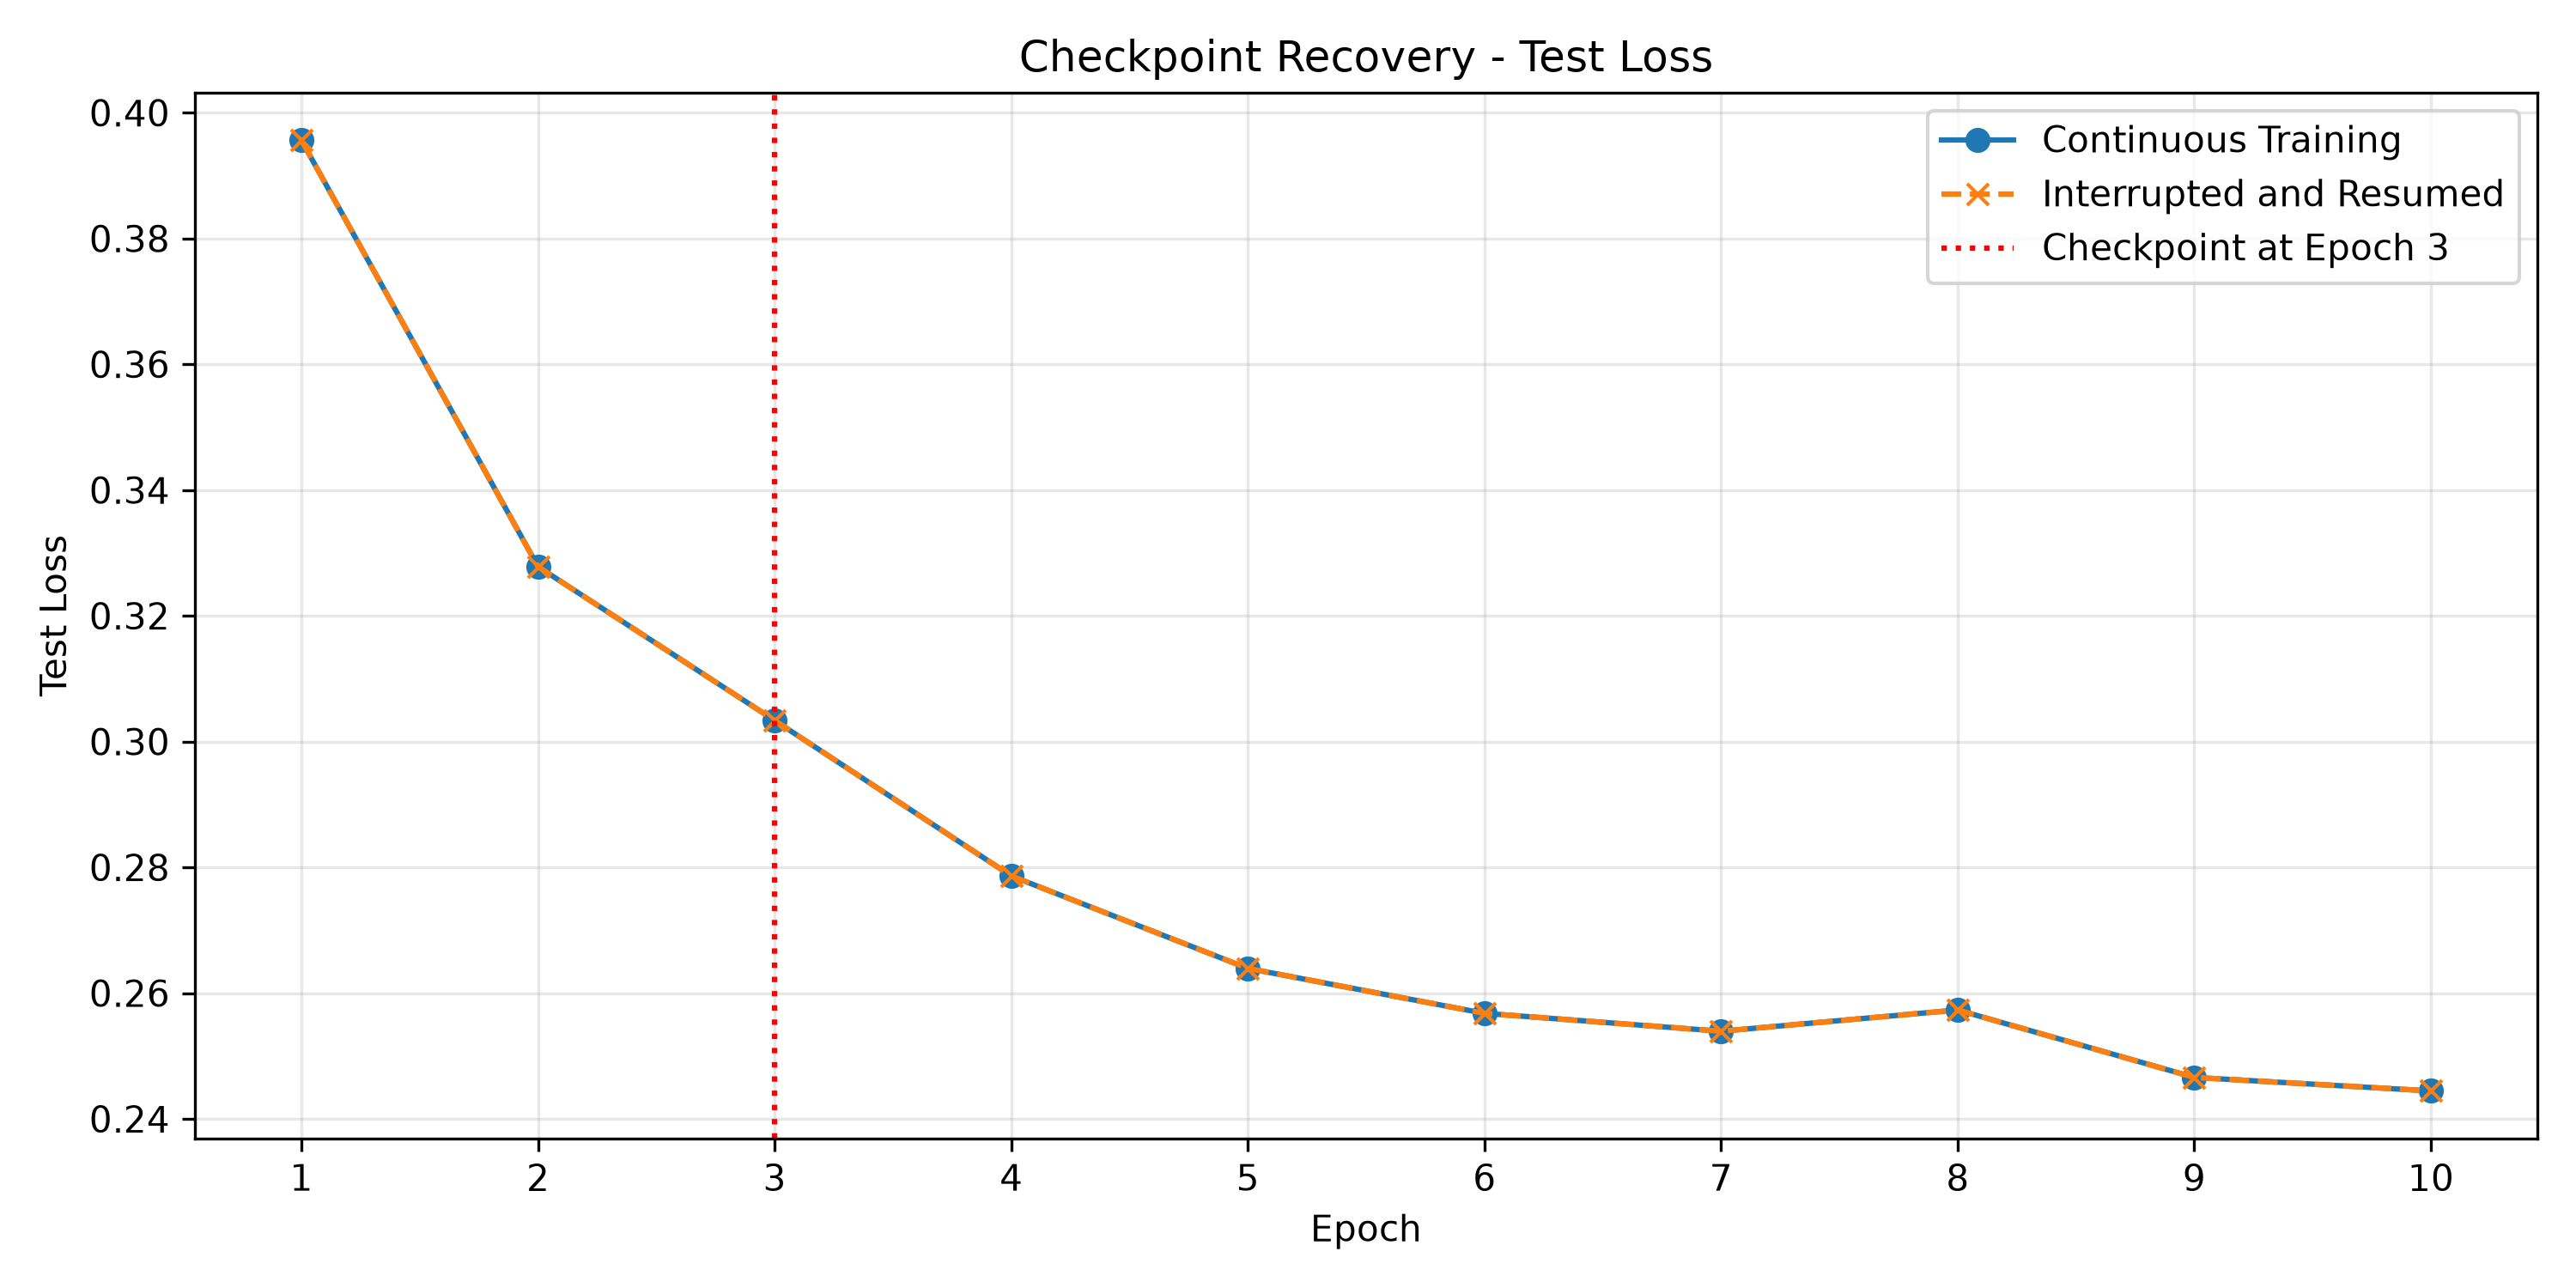 Checkpoint Recovery - Test Loss
Continuous Training
Interrupted and Resumed
Checkpoint at Epoch 3
Test Loss
0.40
0.38
0.36
0.34
0.32
0.30
0.28
0.26
0.24
1 2 3 4 5 6 7 8 9 10
Epoch